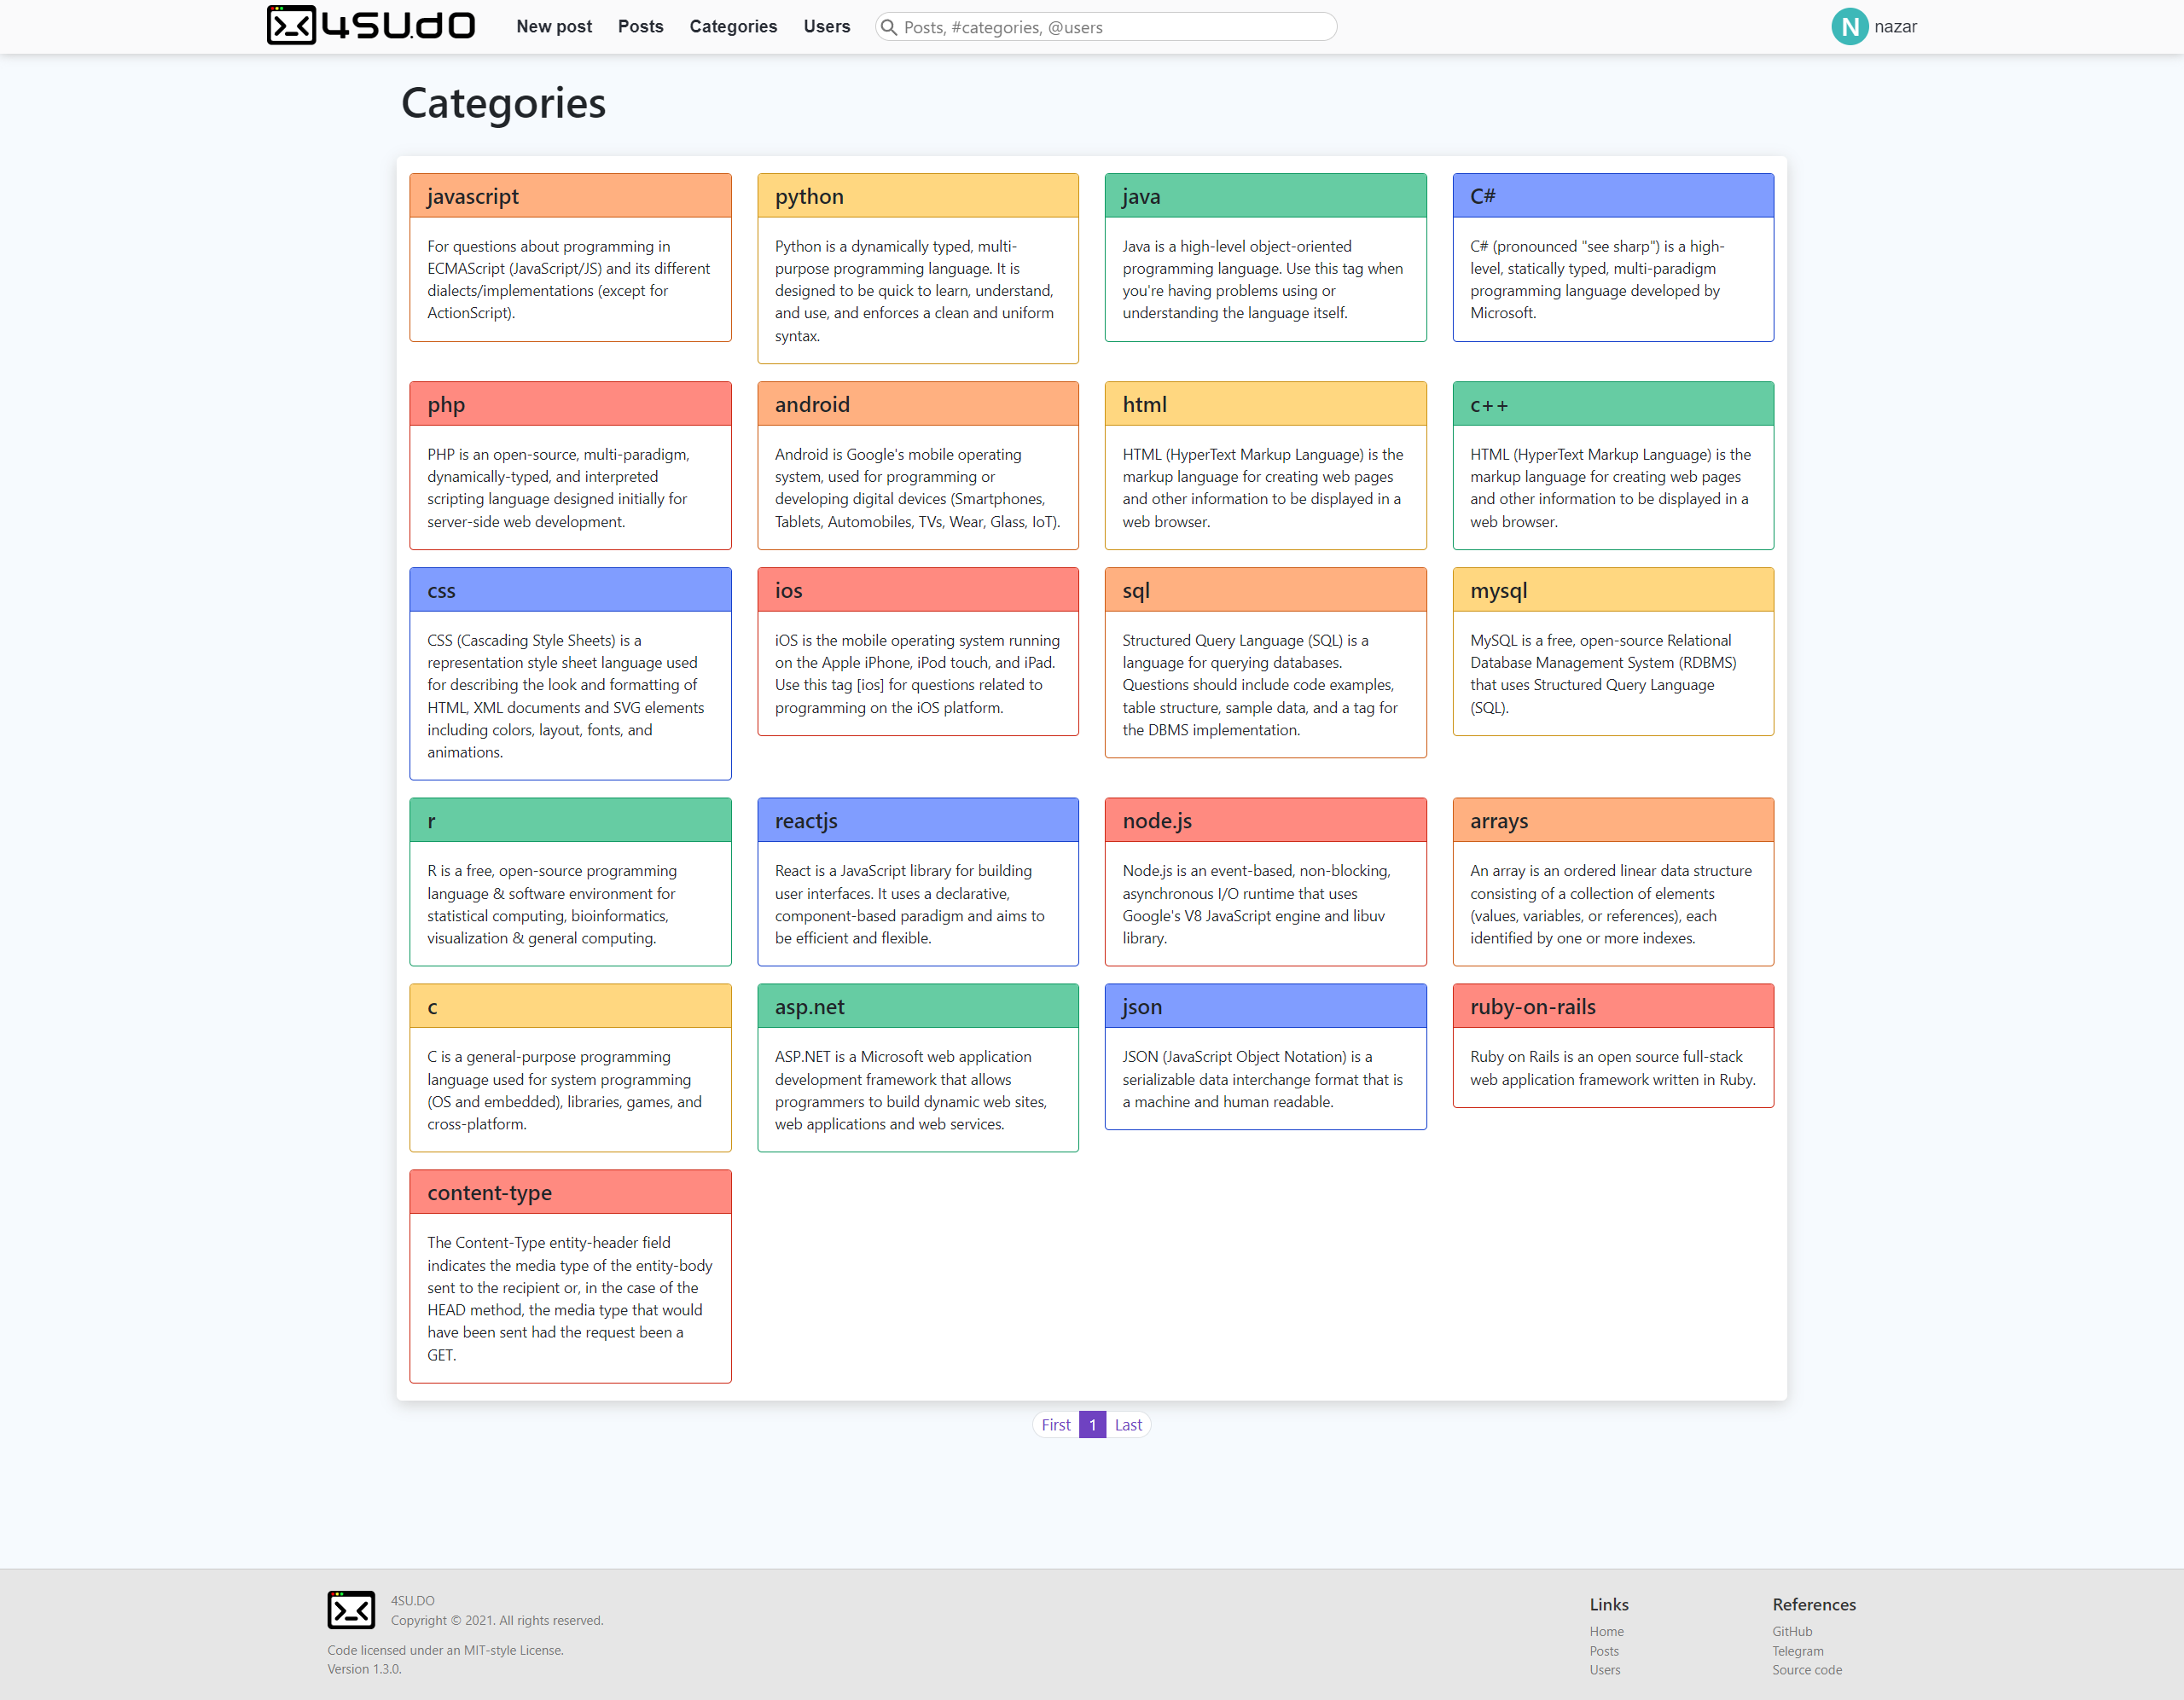 4SU.dO
New post Posts Categories Users Posts, #categories, @users N nazar
Categories
javascript
For questions about programming in
ECMAScript (JavaScript/JS) and its different
dialects/implementations (except for
ActionScript).
python
Python is a dynamically typed, multi-
purpose programming language. It is
designed to be quick to learn, understand,
and use, and enforces a clean and uniform
syntax.
java
Java is a high-level object-oriented
programming language. Use this tag when
you're having problems using or
understanding the language itself.
C#
C# (pronounced "see sharp") is a high-
level, statically typed, multi-paradigm
programming language developed by
Microsoft.
php
PHP is an open-source, multi-paradigm,
dynamically-typed, and interpreted
scripting language designed initially for
server-side web development.
android
Android is Google's mobile operating
system, used for programming or
developing digital devices (Smartphones,
Tablets, Automobiles, TVs, Wear, Glass, IoT).
html
HTML (HyperText Markup Language) is the
markup language for creating web pages
and other information to be displayed in a
web browser.
c++
HTML (HyperText Markup Language) is the
markup language for creating web pages
and other information to be displayed in a
web browser.
css
CSS (Cascading Style Sheets) is a
representation style sheet language used
for describing the look and formatting of
HTML, XML documents and SVG elements
including colors, layout, fonts, and
animations.
ios
iOS is the mobile operating system running
on the Apple iPhone, iPod touch, and iPad.
Use this tag [ios] for questions related to
programming on the iOS platform.
sql
Structured Query Language (SQL) is a
language for querying databases.
Questions should include code examples,
table structure, sample data, and a tag for
the DBMS implementation.
mysql
MySQL is a free, open-source Relational
Database Management System (RDBMS)
that uses Structured Query Language
(SQL).
r
R is a free, open-source programming
language & software environment for
statistical computing, bioinformatics,
visualization & general computing.
reactjs
React is a JavaScript library for building
user interfaces. It uses a declarative,
component-based paradigm and aims to
be efficient and flexible.
node.js
Node.js is an event-based, non-blocking,
asynchronous I/O runtime that uses
Google's V8 JavaScript engine and libuv
library.
arrays
An array is an ordered linear data structure
consisting of a collection of elements
(values, variables, or references), each
identified by one or more indexes.
c
C is a general-purpose programming
language used for system programming
(OS and embedded), libraries, games, and
cross-platform.
asp.net
ASP.NET is a Microsoft web application
development framework that allows
programmers to build dynamic web sites,
web applications and web services.
json
JSON (JavaScript Object Notation) is a
serializable data interchange format that is
a machine and human readable.
ruby-on-rails
Ruby on Rails is an open source full-stack
web application framework written in Ruby.
content-type
The Content-Type entity-header field
indicates the media type of the entity-body
sent to the recipient or, in the case of the
HEAD method, the media type that would
have been sent had the request been a
GET.
First 1 Last
4SU.DO
Copyright © 2021. All rights reserved.
Code licensed under an MIT-style License.
Version 1.3.0.
Links
Home
Posts
Users
References
GitHub
Telegram
Source code